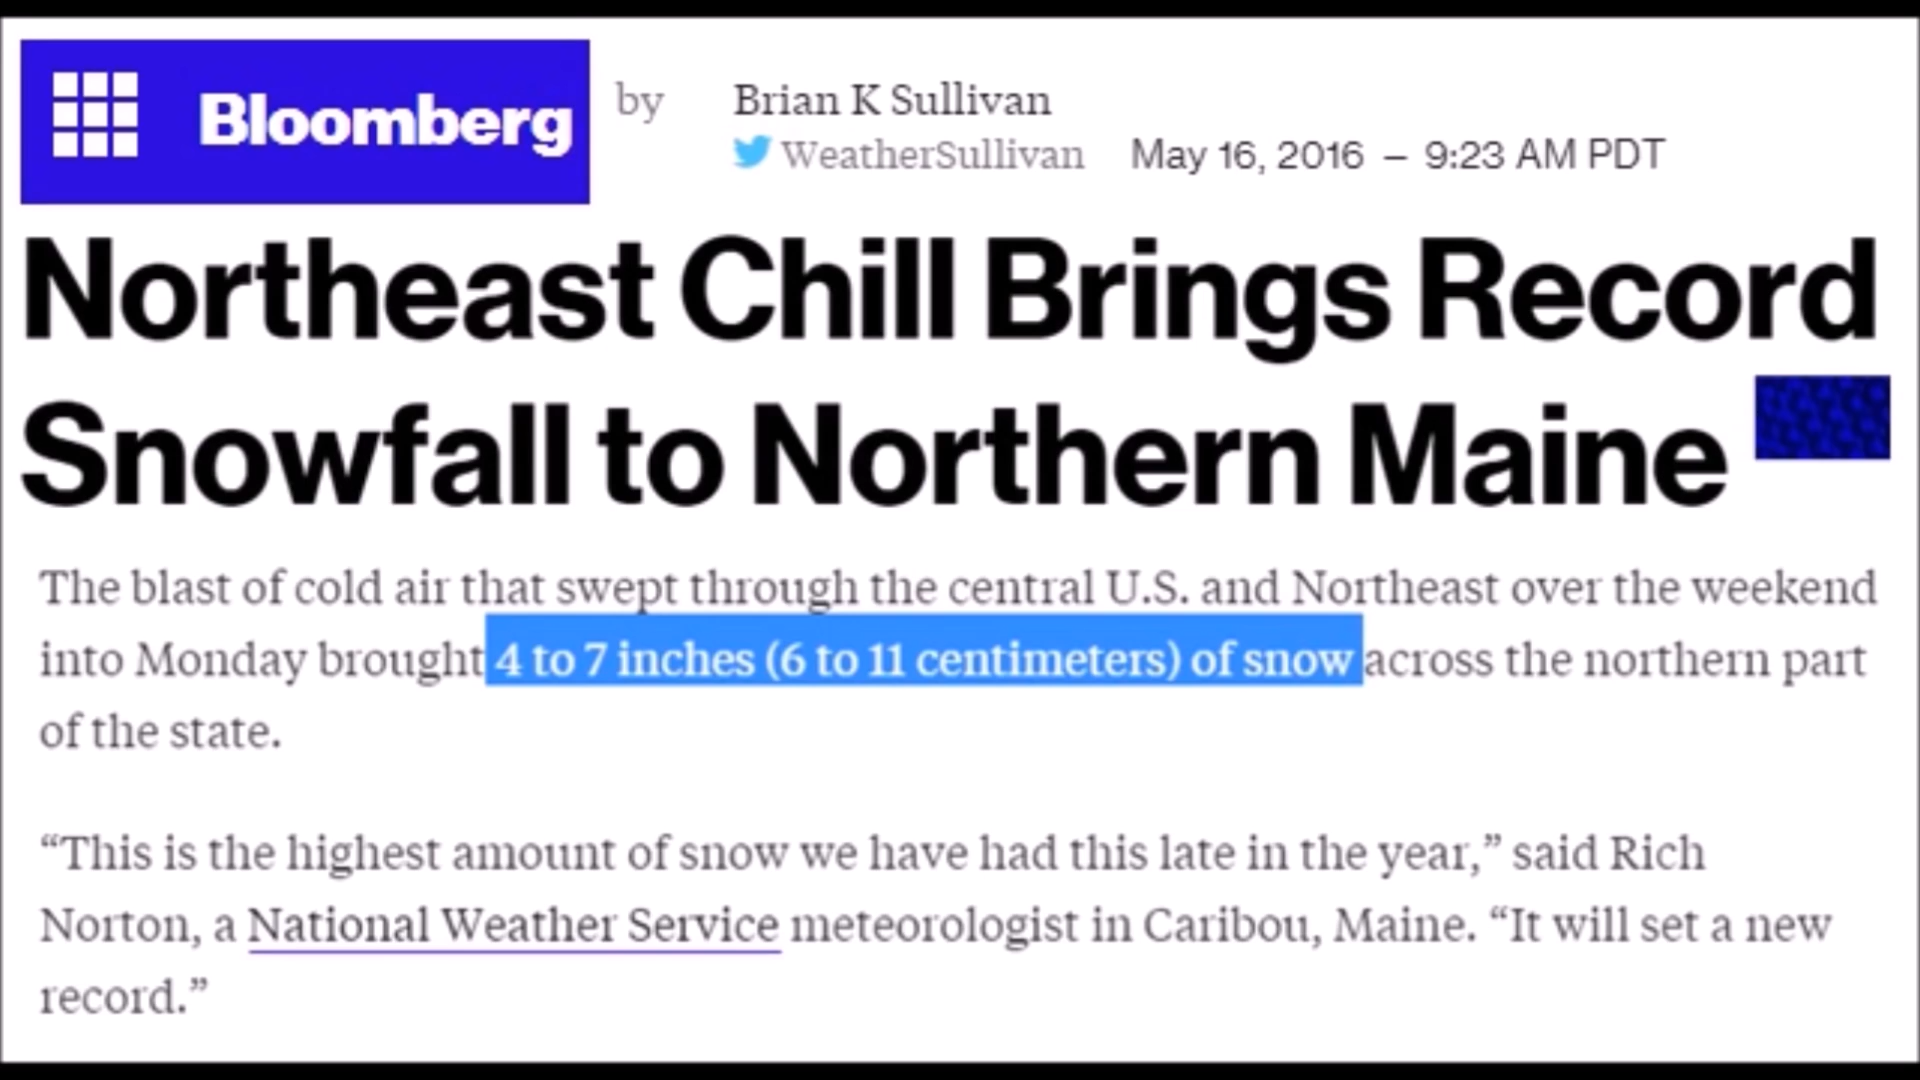 Bloomberg by Brian K Sullivan
WeatherSullivan May 16, 2016 – 9:23 AM PDT
Northeast Chill Brings Record
Snowfall to Northern Maine
The blast of cold air that swept through the central U.S. and Northeast over the weekend
into Monday brought 4 to 7 inches (6 to 11 centimeters) of snow across the northern part
of the state.
“This is the highest amount of snow we have had this late in the year,” said Rich
Norton, a National Weather Service meteorologist in Caribou, Maine. “It will set a new
record.”